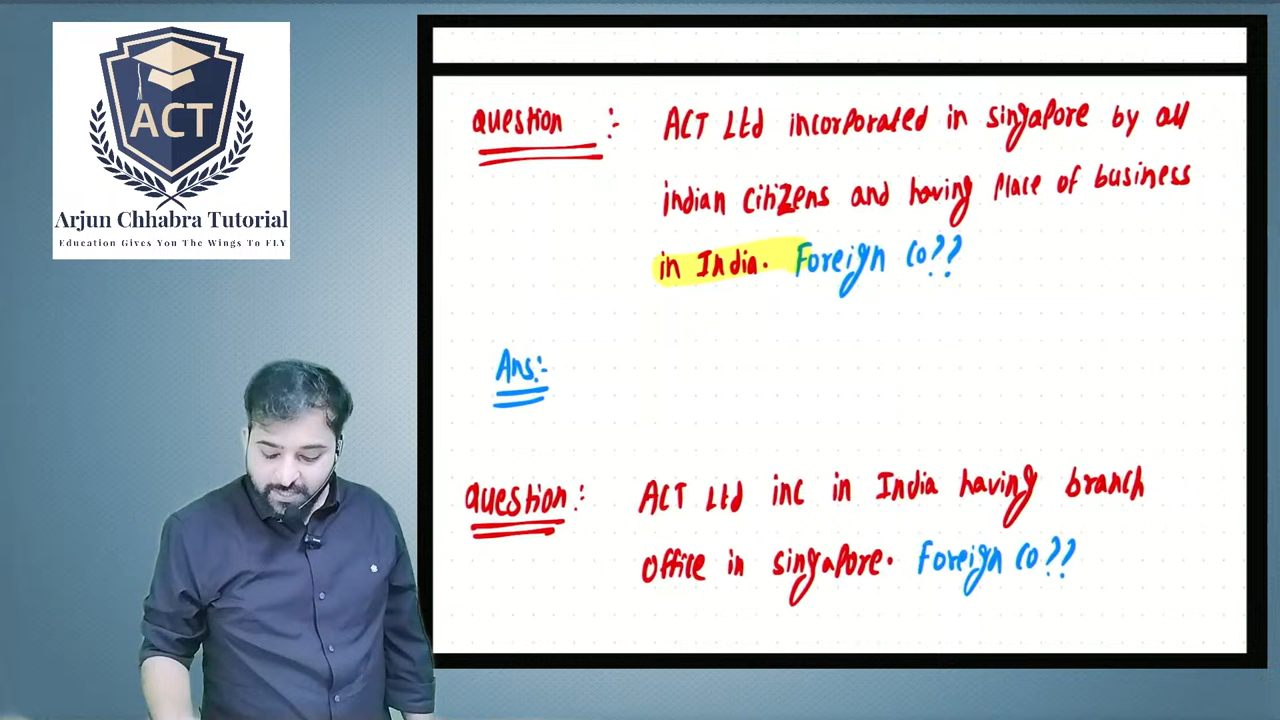 ACT
Arjun Chhabra Tutorial
Education Gives You The Wings To FLY
Question :- ACT Ltd incorporated in singapore by all
indian citizens and having Place of business
in India. Foreign Co??
Ans:-
Question:- ACT Ltd inc in India having branch
office in singapore. Foreign Co??